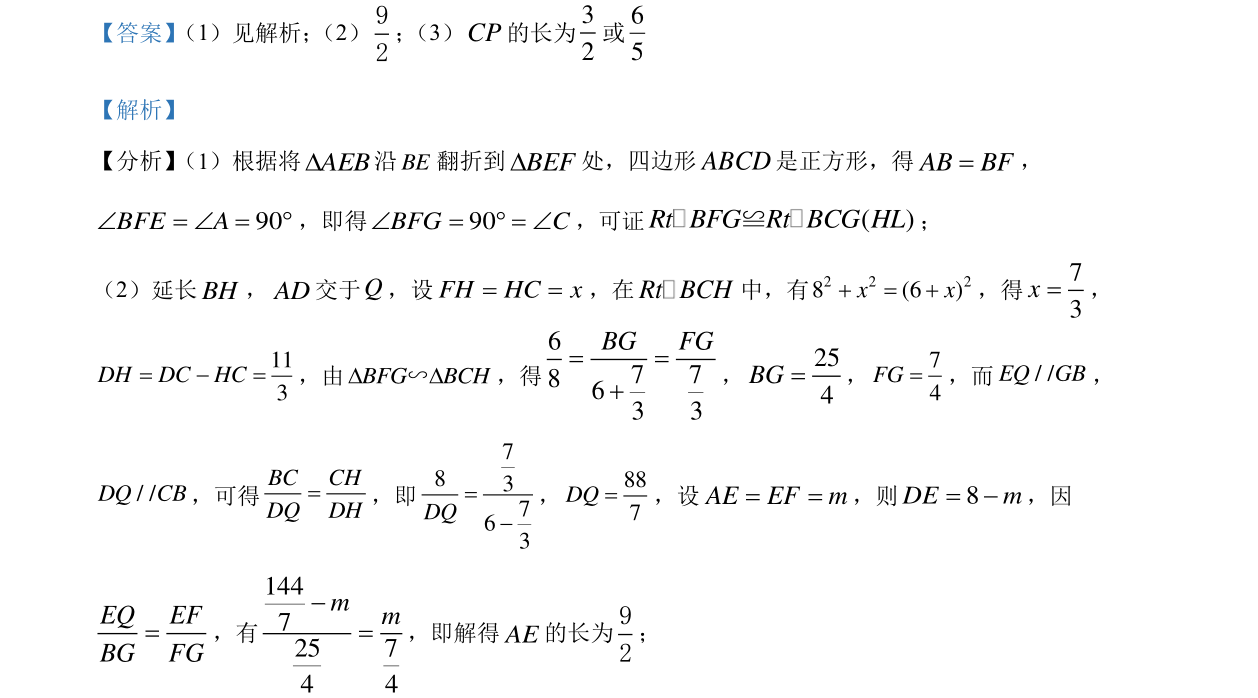 【答案】（1）见解析；（2）9/2；（3）CP 的长为 3/2 或 6/5
【解析】
【分析】（1）根据将 ΔAEB 沿 BE 翻折到 ΔBEF 处，四边形 ABCD 是正方形，得 AB = BF，
∠BFE = ∠A = 90°，即得∠BFG = 90° = ∠C，可证 Rt□BFG≌Rt□BCG(HL)；
（2）延长 BH，AD 交于 Q，设 FH = HC = x，在 Rt□BCH 中，有 8² + x² = (6 + x)²，得 x = 7/3，
DH = DC − HC = 11/3，由 ΔBFG∽ΔBCH，得 6/8 = BG/(6+7/3) = FG/(7/3)，BG = 25/4，FG = 7/4，而 EQ//GB，
DQ//CB，可得 BC/DQ = CH/DH，即 8/DQ = (7/3)/(6−7/3)，DQ = 88/7，设 AE = EF = m，则 DE = 8 − m，因
EQ/BG = EF/FG，有 (144/7 − m)/(25/4) = m/(7/4)，即解得 AE 的长为 9/2；